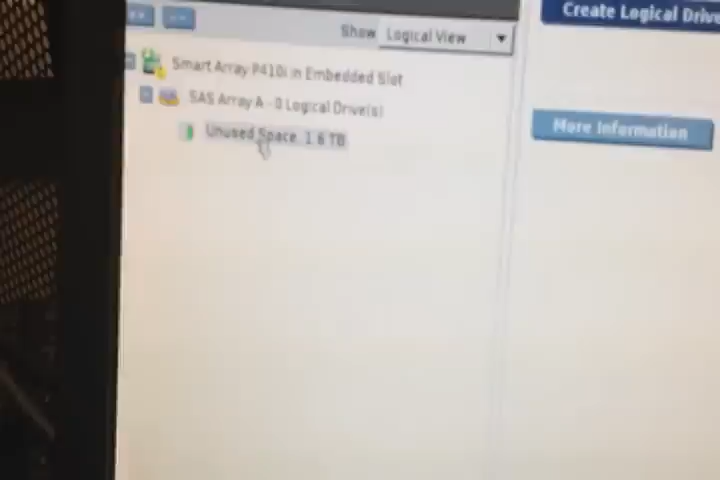 Create Logical Drive
Show Logical View
Smart Array P410i in Embedded Slot
SAS Array A - 0 Logical Drive(s)
More Information
Unused Space, 1.6 TB